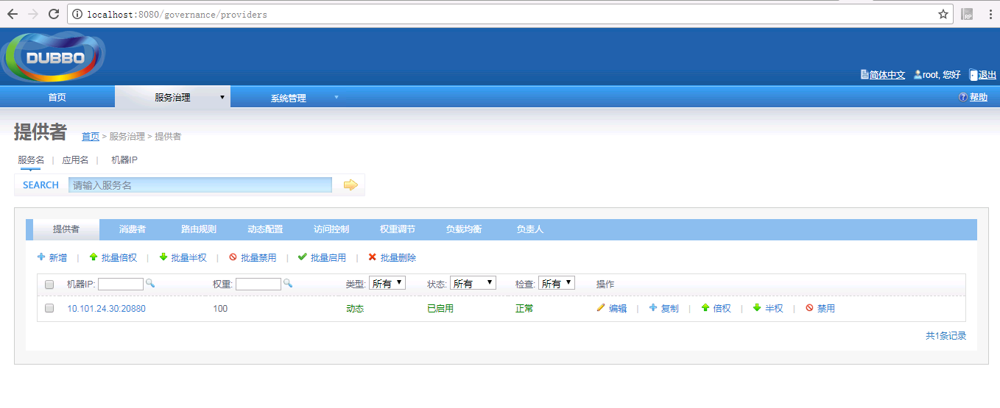 localhost:8080/governance/providers
RP
DUBBO
简体中文 root, 您好 退出
首页 服务治理 系统管理 帮助
提供者 首页 > 服务治理 > 提供者
服务名 | 应用名 | 机器IP
SEARCH 请输入服务名
提供者 消费者 路由规则 动态配置 访问控制 权重调节 负载均衡 负责人
新增 | 批量倍权 | 批量半权 | 批量禁用 | 批量启用 | 批量删除
机器IP: 权重: 类型: 所有 状态: 所有 检查: 所有 操作
10.101.24.30:20880 100 动态 已启用 正常 编辑 | 复制 | 倍权 | 半权 | 禁用
共1条记录